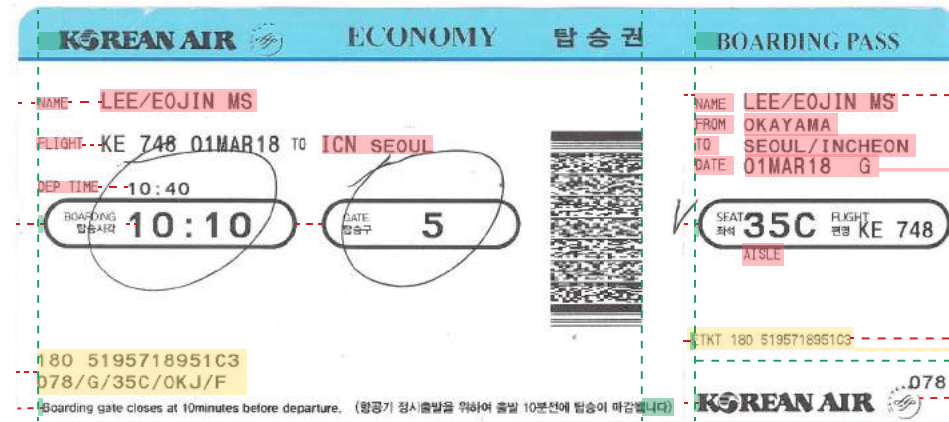 KOREAN AIR ECONOMY 탑승권 BOARDING PASS
NAME LEE/EOJIN MS
FLIGHT KE 748 01MAR18 TO ICN SEOUL
DEP TIME 10:40
BOARDING 탑승시각 10:10 GATE 탑승구 5
180 5195718951C3
078/G/35C/OKJ/F
Boarding gate closes at 10minutes before departure. (항공기 정시출발을 위하여 출발 10분전에 탑승이 마감됩니다)
NAME LEE/EOJIN MS
FROM OKAYAMA
TO SEOUL/INCHEON
DATE 01MAR18 G
SEAT 좌석 35C FLIGHT 편명 KE 748
AISLE
ETKT 180 5195718951C3
078
KOREAN AIR